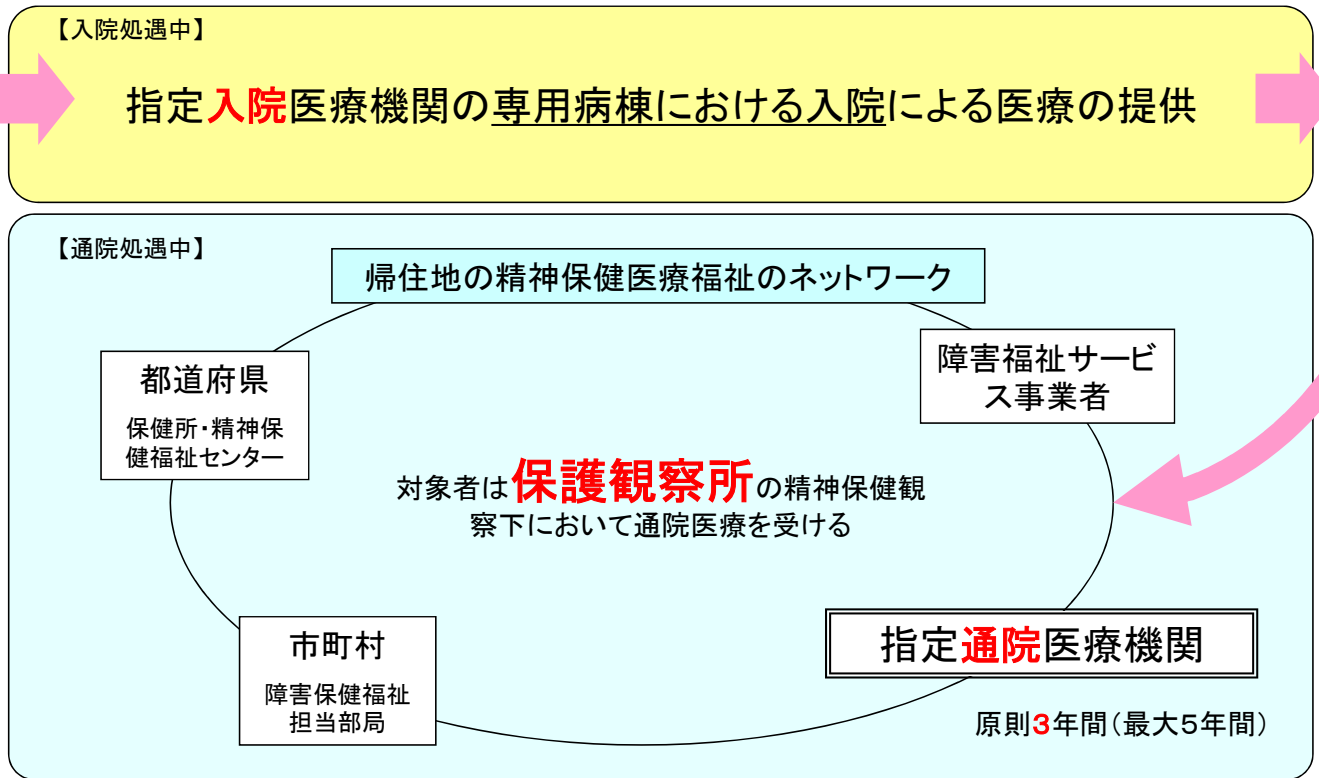 【入院処遇中】
指定入院医療機関の専用病棟における入院による医療の提供
【通院処遇中】
帰住地の精神保健医療福祉のネットワーク
都道府県
保健所・精神保
健福祉センター
障害福祉サービ
ス事業者
対象者は保護観察所の精神保健観
察下において通院医療を受ける
市町村
障害保健福祉
担当部局
指定通院医療機関
原則3年間(最大5年間)